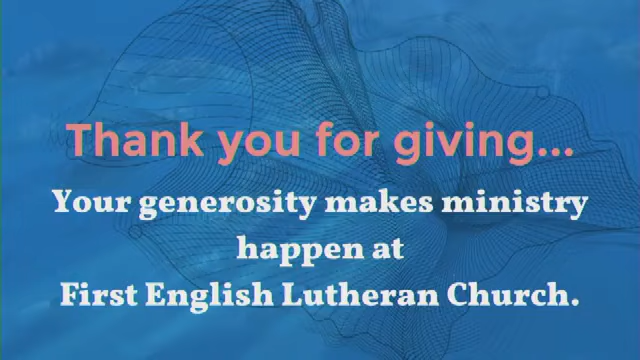 Thank you for giving...
Your generosity makes ministry
happen at
First English Lutheran Church.